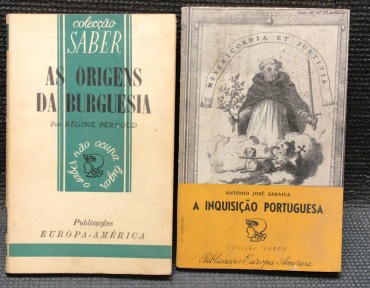 colecção
SABER
AS ORIGENS
DA BURGUESIA
Por RÉGINE PERNOUD
o saber não ocupa lugar
Publicações
EUROPA-AMÉRICA
MISERICORDIA ET JUSTITIA
ANTÓNIO JOSÉ SARAIVA
A INQUISIÇÃO PORTUGUESA
Colecção SABER
Publicações Europa-América